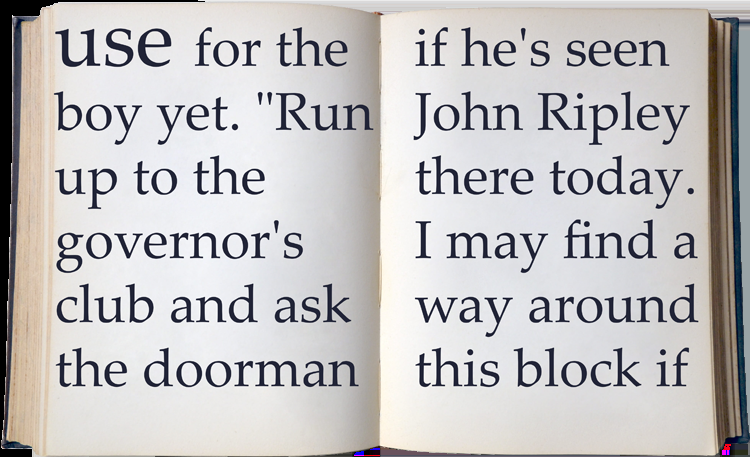 use for the
boy yet. "Run
up to the
governor's
club and ask
the doorman
if he's seen
John Ripley
there today.
I may find a
way around
this block if